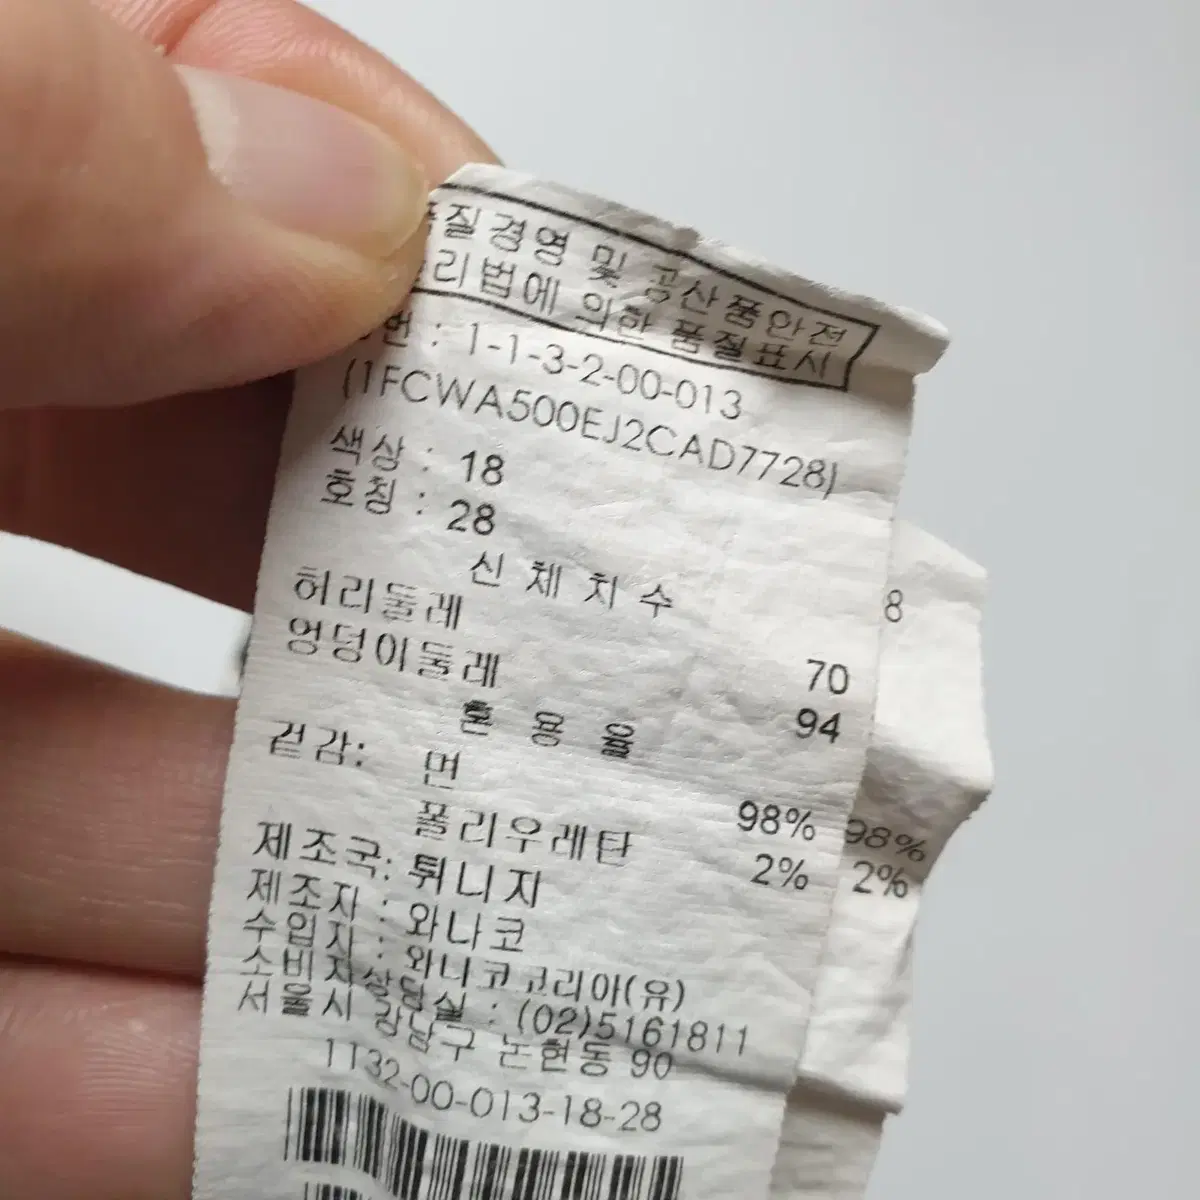 질경영 및 공산품안전
리법에 의한 품질표시
번 : 1-1-3-2-00-013
(1FCWA500EJ2CAD7728)
색상 : 18
호칭 : 28
신체치수
허리둘레 70
엉덩이둘레 94
혼용율
겉감: 면 98%
폴리우레탄 2%
제조국: 튀니지
제조자 : 와나코
수입자 : 와나코코리아(유)
소비자상담실 : (02)5161811
서울시 강남구 논현동 90
1132-00-013-18-28
8
98%
2%